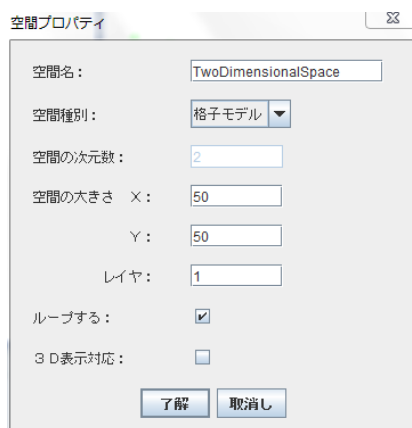 空間プロパティ
空間名： TwoDimensionalSpace
空間種別： 格子モデル
空間の次元数： 2
空間の大きさ X： 50
Y： 50
レイヤ： 1
ループする：
３Ｄ表示対応：
了解 取消し